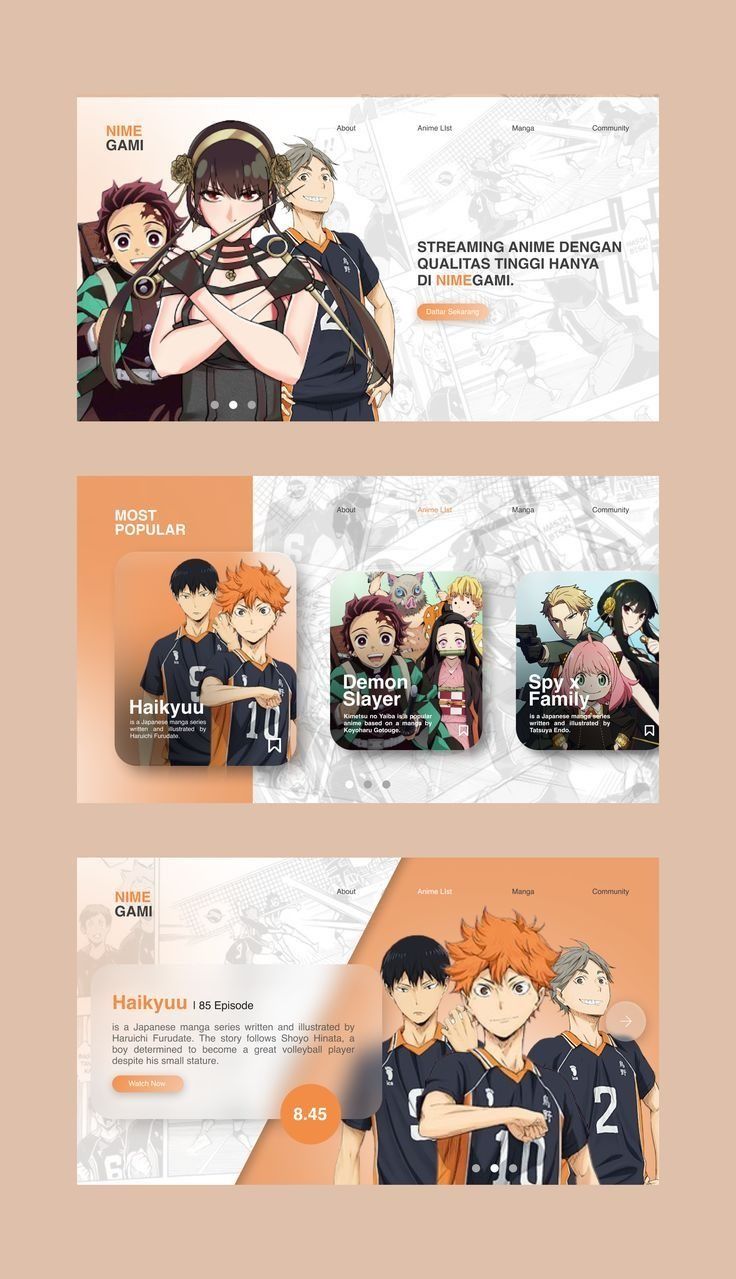 NIME
GAMI
About
Anime LIst
Manga
Community
STREAMING ANIME DENGAN
QUALITAS TINGGI HANYA
DI NIMEGAMI.
Daftar Sekarang
2
MOST
POPULAR
About
Anime LIst
Manga
Community
Haikyuu
is a Japanese manga series
written and illustrated by
Haruichi Furudate.
10
Demon
Slayer
Kimetsu no Yaiba is a popular
anime based on a manga by
Koyoharu Gotouge.
Spy x
Family
is a Japanese manga series
written and illustrated by
Tatsuya Endo.
NIME
GAMI
About
Anime LIst
Manga
Community
Haikyuu | 85 Episode
is a Japanese manga series written and illustrated by
Haruichi Furudate. The story follows Shoyo Hinata, a
boy determined to become a great volleyball player
despite his small stature.
Watch Now
8.45
10
2